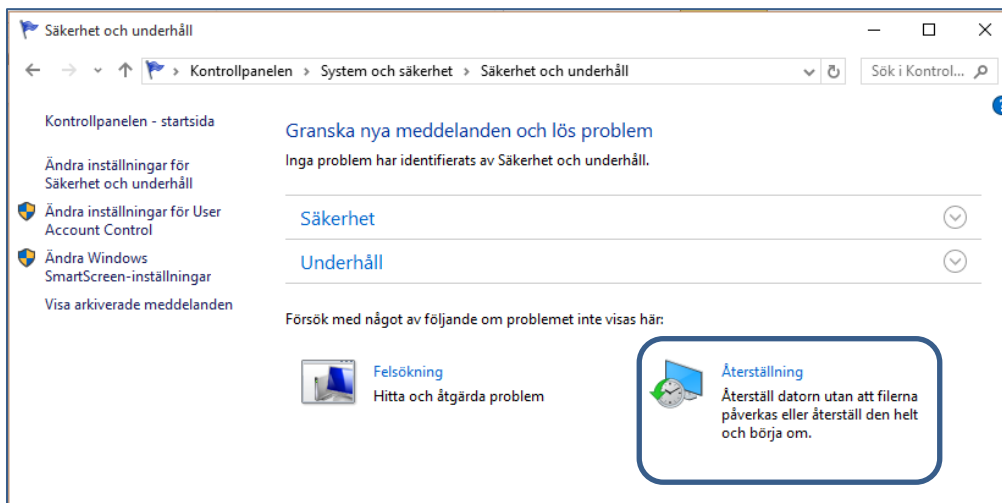 Säkerhet och underhåll
Kontrollpanelen > System och säkerhet > Säkerhet och underhåll
Sök i Kontrol...
Kontrollpanelen - startsida
Ändra inställningar för
Säkerhet och underhåll
Ändra inställningar för User
Account Control
Ändra Windows
SmartScreen-inställningar
Visa arkiverade meddelanden
Granska nya meddelanden och lös problem
Inga problem har identifierats av Säkerhet och underhåll.
Säkerhet
Underhåll
Försök med något av följande om problemet inte visas här:
Felsökning
Hitta och åtgärda problem
Återställning
Återställ datorn utan att filerna
påverkas eller återställ den helt
och börja om.